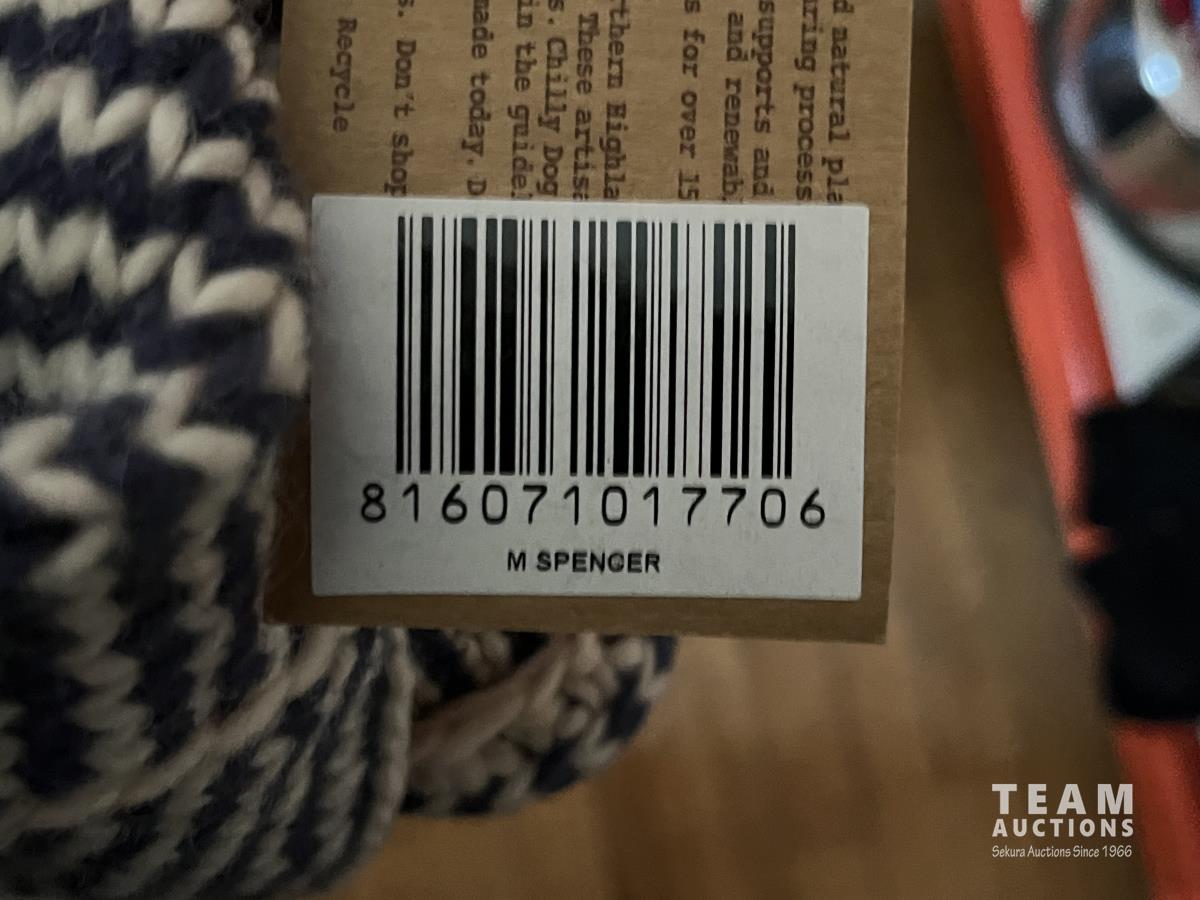 d natural pla
uring process
supports and
and renewab
s for over 15
thern Highla
These artisa
s. Chilly Dog
in the guide
made today. D
s. Don't shop
Recycle
816071017706
M SPENCER
TEAM
AUCTIONS
Sekura Auctions Since 1966